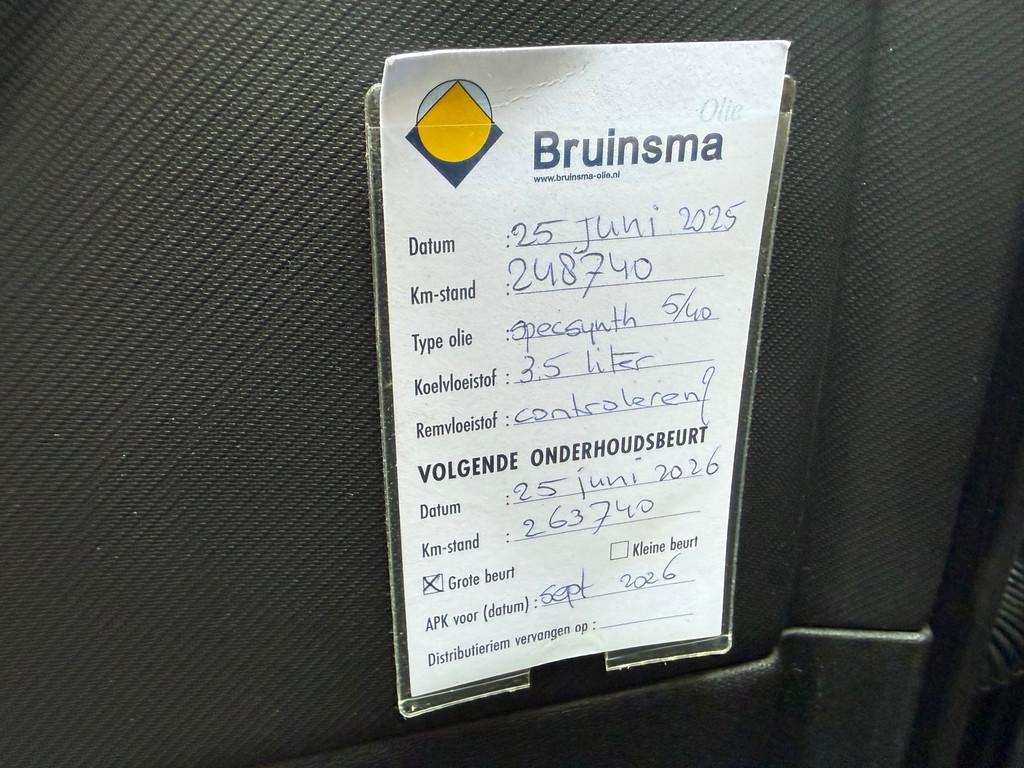 Olie
Bruinsma
www.bruinsma-olie.nl
Datum : 25 juni 2025
Km-stand : 248740
Type olie : specsynth 5/40
Koelvloeistof : 3,5 liter
Remvloeistof : controleren?
VOLGENDE ONDERHOUDSBEURT
Datum : 25 juni 2026
Km-stand : 263740
☒ Grote beurt ☐ Kleine beurt
APK voor (datum) : sept 2026
Distributieriem vervangen op :